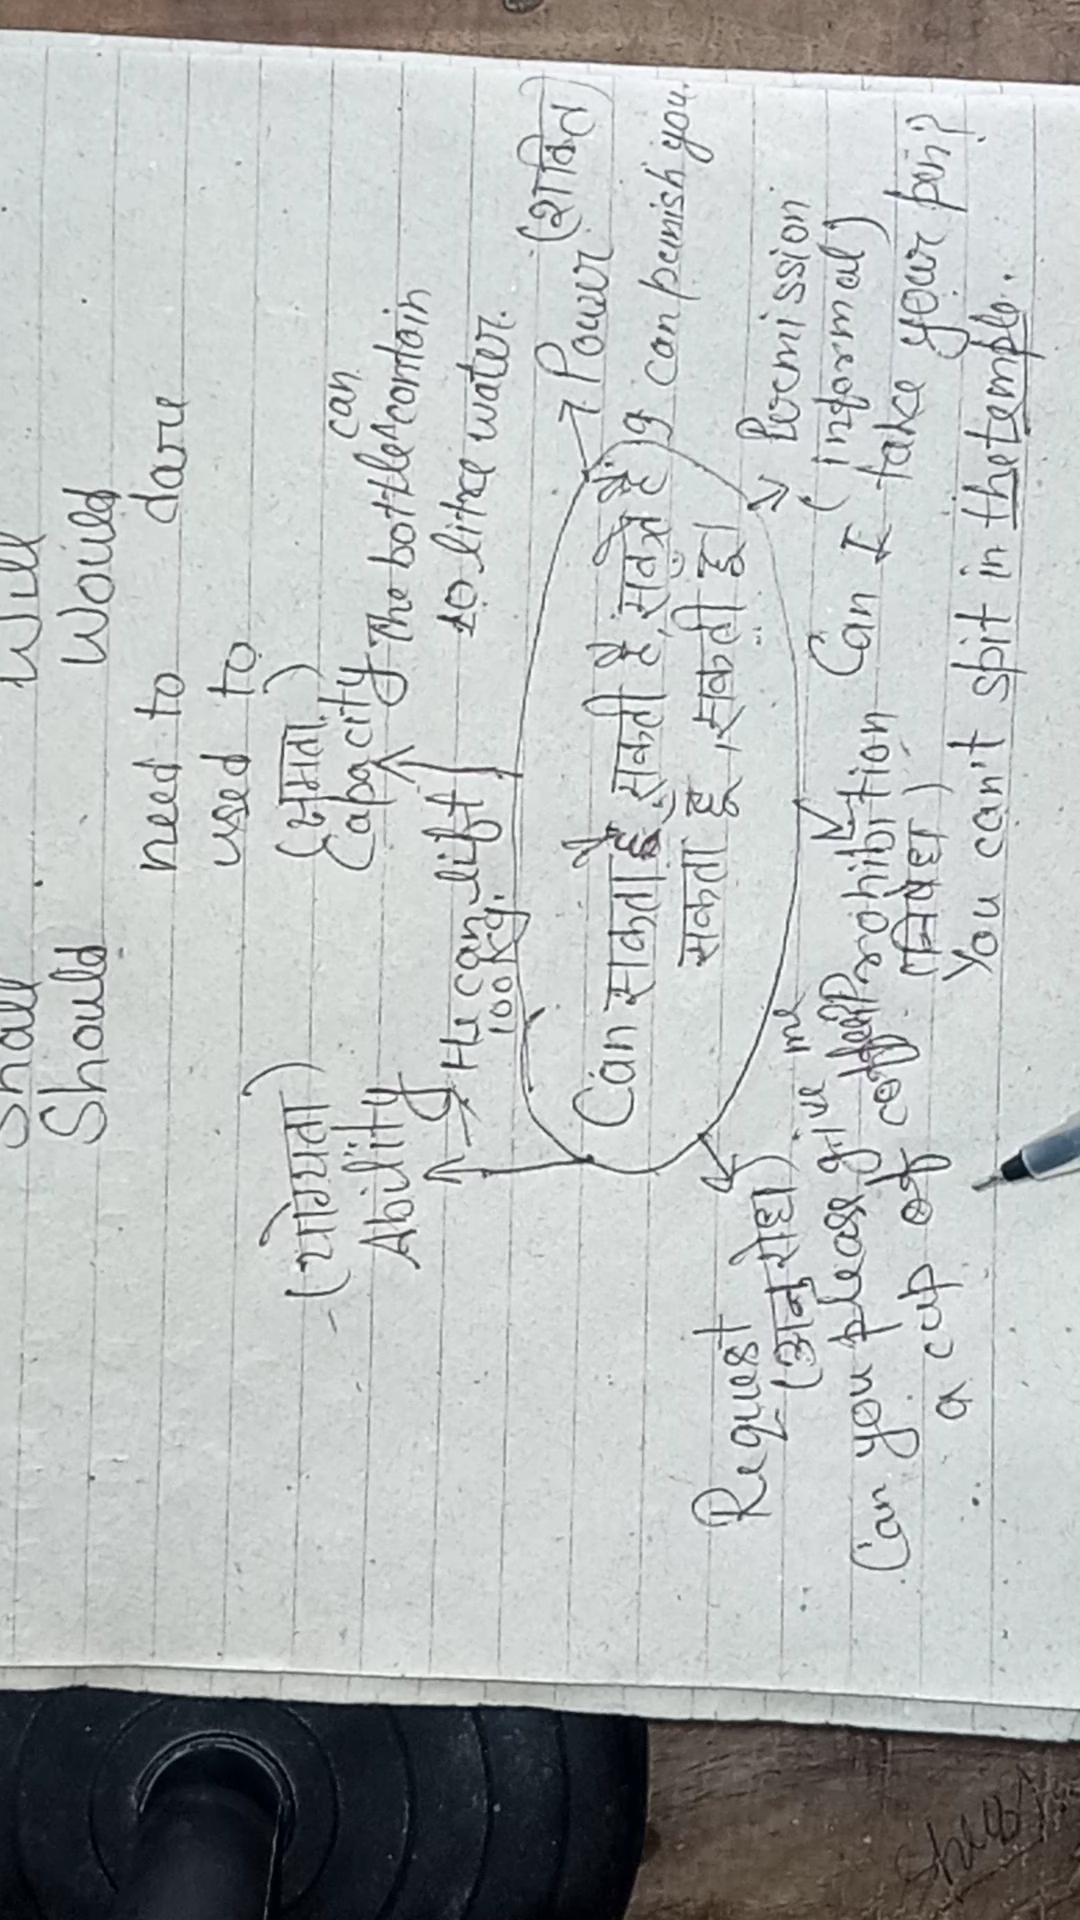 Shall Will
Should Would
need to dare
used to
(योग्यता)
Ability
He can lift
100 Kg.
(क्षमता)
Capacity
can
The bottle ^ contain
10 litre water.
Power (शक्ति)
I can punish you.
Can सकता है, सकती है, सकते हैं
सकता हूँ, सकती हूँ।
Permission
(informal)
Can I take your pen?
Prohibition
(निषेध)
You can't spit in the temple.
Request
(अनुरोध)
Can you please give me
a cup of coffee?